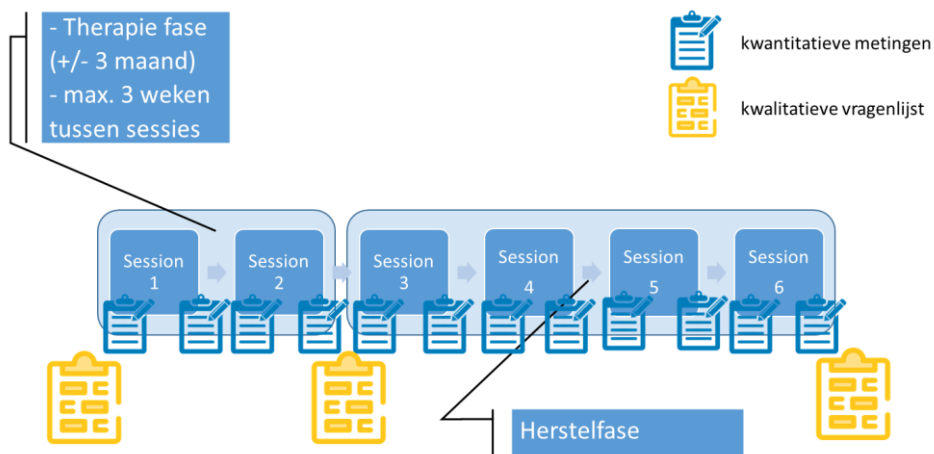 - Therapie fase
(+/- 3 maand)
- max. 3 weken
tussen sessies
kwantitatieve metingen
kwalitatieve vragenlijst
Session
1
Session
2
Session
3
Session
4
Session
5
Session
6
Herstelfase